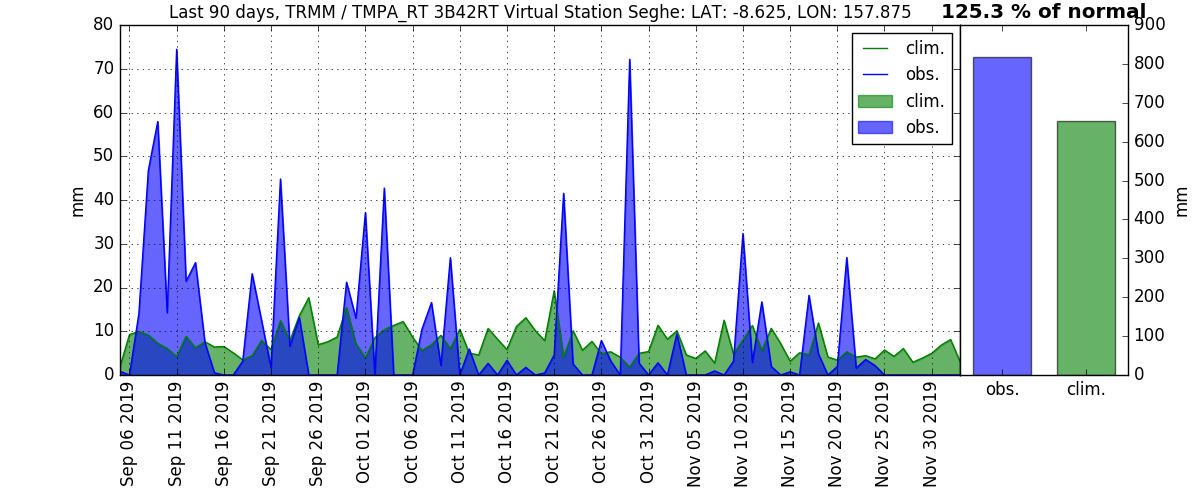 Last 90 days, TRMM / TMPA_RT 3B42RT Virtual Station Seghe: LAT: -8.625, LON: 157.875
125.3 % of normal
80
70
60
50
40
30
20
10
0
mm
clim.
obs.
clim.
obs.
900
800
700
600
500
400
300
200
100
0
mm
Sep 06 2019
Sep 11 2019
Sep 16 2019
Sep 21 2019
Sep 26 2019
Oct 01 2019
Oct 06 2019
Oct 11 2019
Oct 16 2019
Oct 21 2019
Oct 26 2019
Oct 31 2019
Nov 05 2019
Nov 10 2019
Nov 15 2019
Nov 20 2019
Nov 25 2019
Nov 30 2019
obs.
clim.